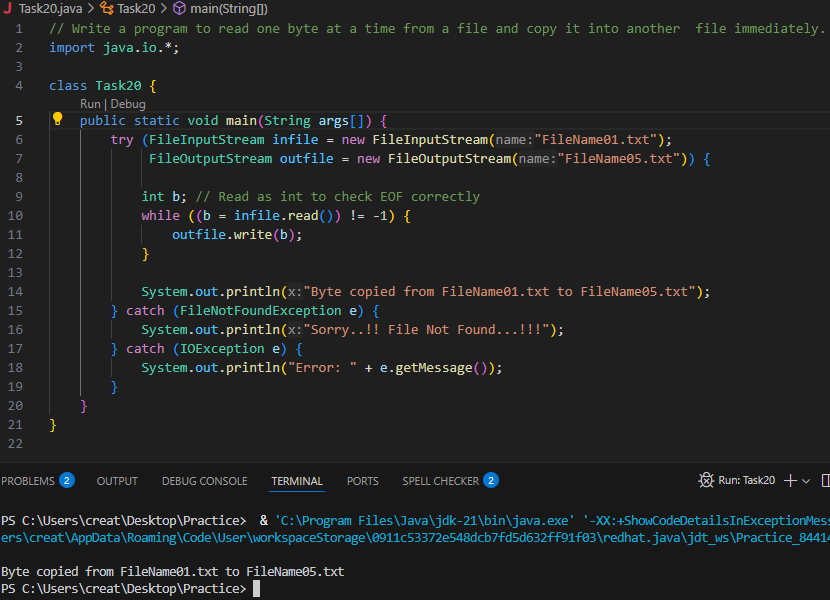 Task20.java > Task20 > main(String[])
1 // Write a program to read one byte at a time from a file and copy it into another  file immediately.
2 import java.io.*;
3
4 class Task20 {
Run | Debug
5 public static void main(String args[]) {
6 try (FileInputStream infile = new FileInputStream(name:"FileName01.txt");
7 FileOutputStream outfile = new FileOutputStream(name:"FileName05.txt")) {
8
9 int b; // Read as int to check EOF correctly
10 while ((b = infile.read()) != -1) {
11 outfile.write(b);
12 }
13
14 System.out.println(x:"Byte copied from FileName01.txt to FileName05.txt");
15 } catch (FileNotFoundException e) {
16 System.out.println(x:"Sorry..!! File Not Found...!!!");
17 } catch (IOException e) {
18 System.out.println("Error: " + e.getMessage());
19 }
20 }
21 }
22
PROBLEMS 2 OUTPUT DEBUG CONSOLE TERMINAL PORTS SPELL CHECKER 2 Run: Task20
PS C:\Users\creat\Desktop\Practice>  & 'C:\Program Files\Java\jdk-21\bin\java.exe' '-XX:+ShowCodeDetailsInExceptionMess
ers\creat\AppData\Roaming\Code\User\workspaceStorage\0911c53372e548dcb7fd5d632ff91f03\redhat.java\jdt_ws\Practice_84414
Byte copied from FileName01.txt to FileName05.txt
PS C:\Users\creat\Desktop\Practice>